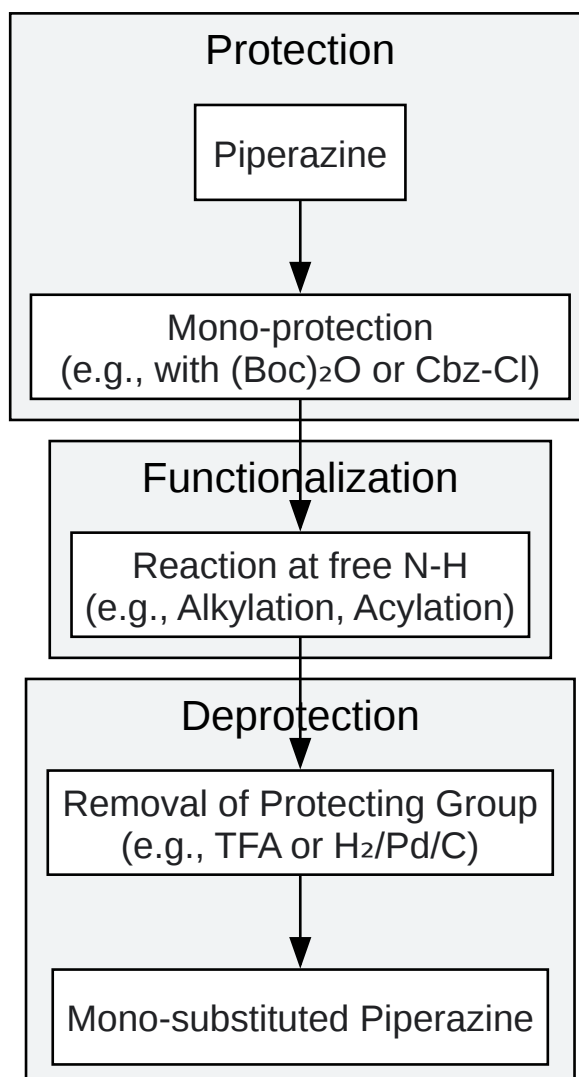 Protection
Piperazine
Mono-protection
(e.g., with (Boc)₂O or Cbz-Cl)
Functionalization
Reaction at free N-H
(e.g., Alkylation, Acylation)
Deprotection
Removal of Protecting Group
(e.g., TFA or H₂/Pd/C)
Mono-substituted Piperazine